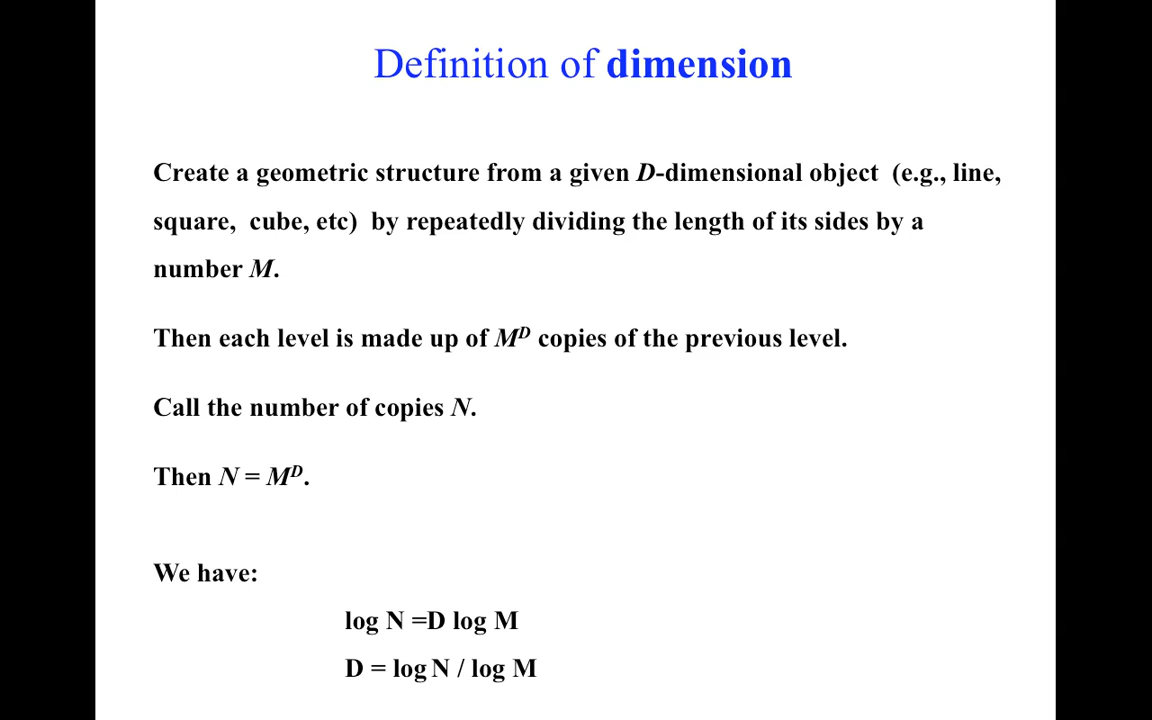 Definition of dimension
Create a geometric structure from a given D-dimensional object (e.g., line,
square, cube, etc) by repeatedly dividing the length of its sides by a
number M.
Then each level is made up of Mᴰ copies of the previous level.
Call the number of copies N.
Then N = Mᴰ.
We have:
log N =D log M
D = log N / log M